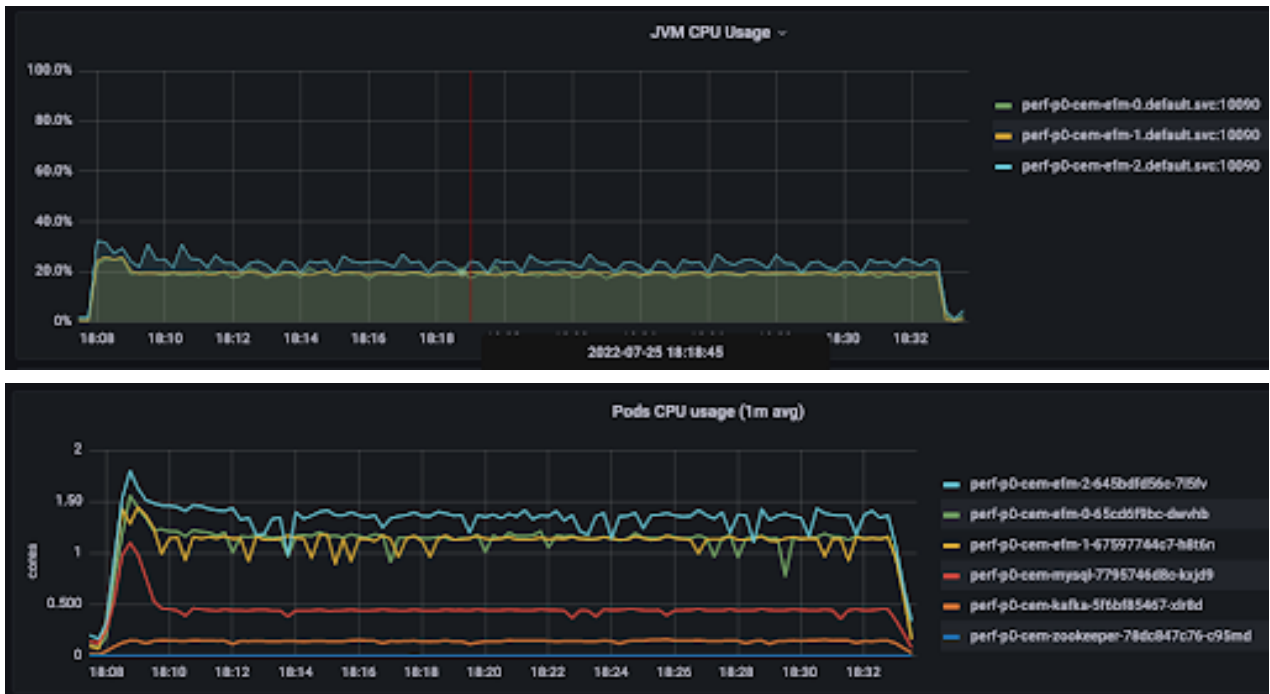 JVM CPU Usage
100.0%
80.0%
60.0%
40.0%
20.0%
0%
18:08 18:10 18:12 18:14 18:16 18:18 18:30 18:32
2022-07-25 18:18:45
perf-p0-cem-efm-0.default.svc:10090
perf-p0-cem-efm-1.default.svc:10090
perf-p0-cem-efm-2.default.svc:10090
Pods CPU usage (1m avg)
cores
2
1.50
1
0.500
0
18:08 18:10 18:12 18:14 18:16 18:18 18:20 18:22 18:24 18:26 18:28 18:30 18:32
perf-p0-cem-efm-2-645bdfd56c-7l5fv
perf-p0-cem-efm-0-65cd6f9bc-dwvhb
perf-p0-cem-efm-1-67597744c7-h8t6n
perf-p0-cem-mysql-7795746d8c-kxjd9
perf-p0-cem-kafka-5f6bf85467-xlr8d
perf-p0-cem-zookeeper-78dc847c76-c95md